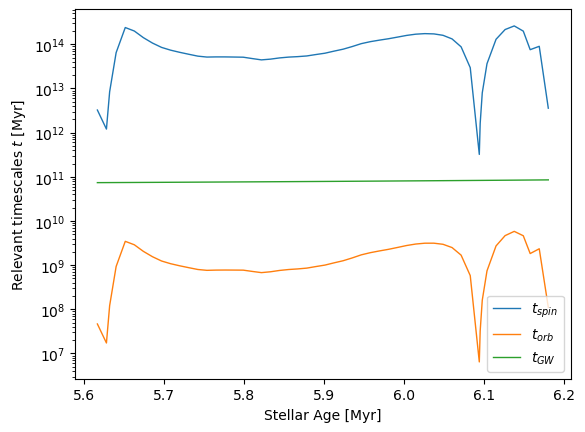 Relevant timescales t [Myr]
10^14
10^13
10^12
10^11
10^10
10^9
10^8
10^7
t_spin
t_orb
t_GW
5.6 5.7 5.8 5.9 6.0 6.1 6.2
Stellar Age [Myr]